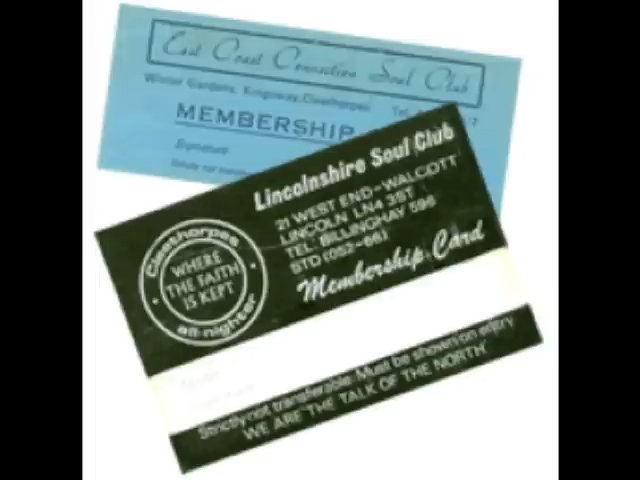 East Coast Connection Soul Club
Winter Gardens, Kingsway, Cleethorpes
Tel.
MEMBERSHIP
Signature
Lincolnshire Soul Club
21 WEST END-WALCOTT
LINCOLN LN4 3ST
TEL. BILLINGHAY 596
STD (052-66)
Membership Card
Cleethorpes
WHERE
THE FAITH
IS KEPT
all-nighter
Strictly not transferable. Must be shown on entry
WE ARE 'THE TALK OF THE NORTH'